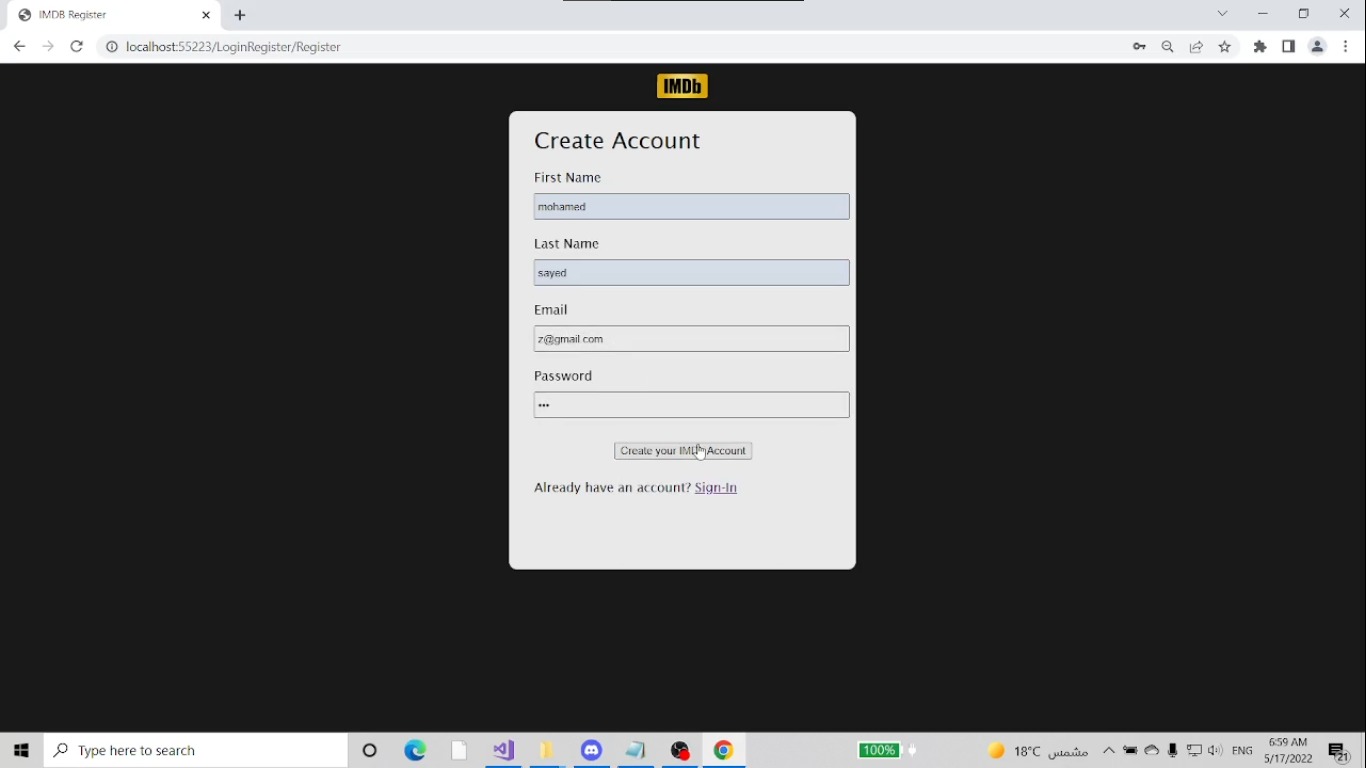 IMDB Register
localhost:55223/LoginRegister/Register
IMDb
Create Account
First Name
mohamed
Last Name
sayed
Email
z@gmail.com
Password
•••
Create your IMDb Account
Already have an account? Sign-In
Type here to search
100%
18°C مشمس
ENG
6:59 AM
5/17/2022
21